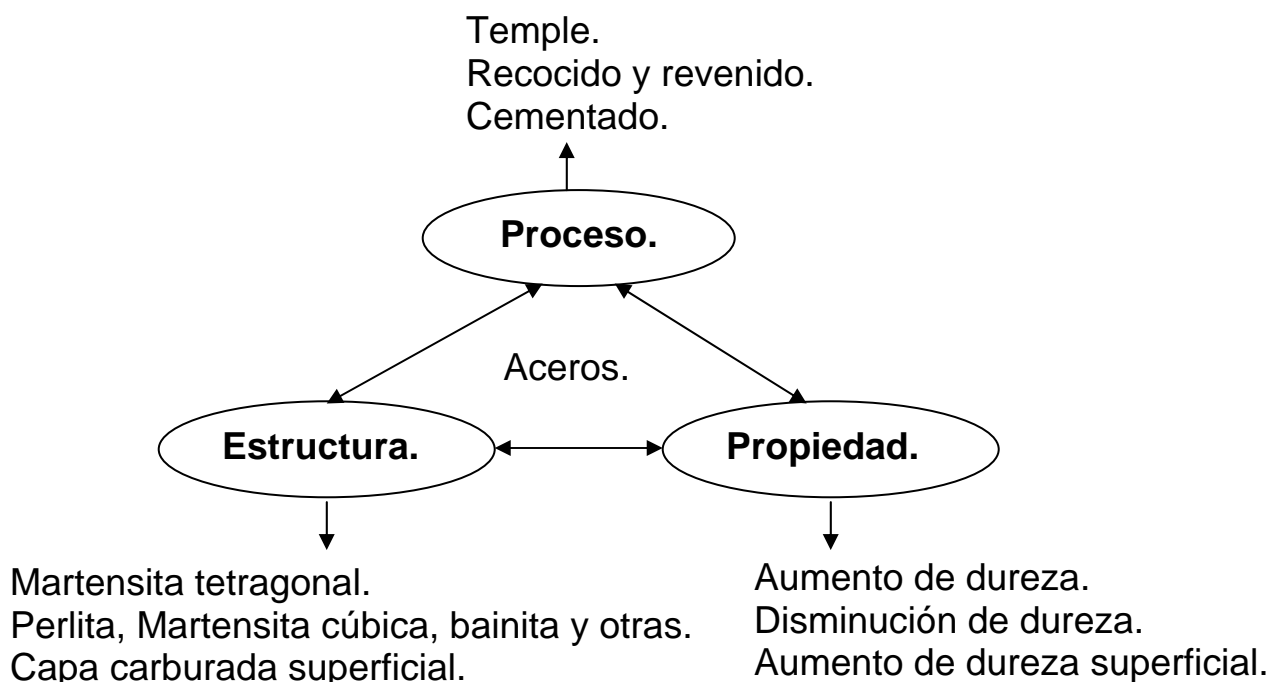 Temple.
Recocido y revenido.
Cementado.
Proceso.
Aceros.
Estructura.
Propiedad.
Martensita tetragonal.
Perlita, Martensita cúbica, bainita y otras.
Capa carburada superficial.
Aumento de dureza.
Disminución de dureza.
Aumento de dureza superficial.